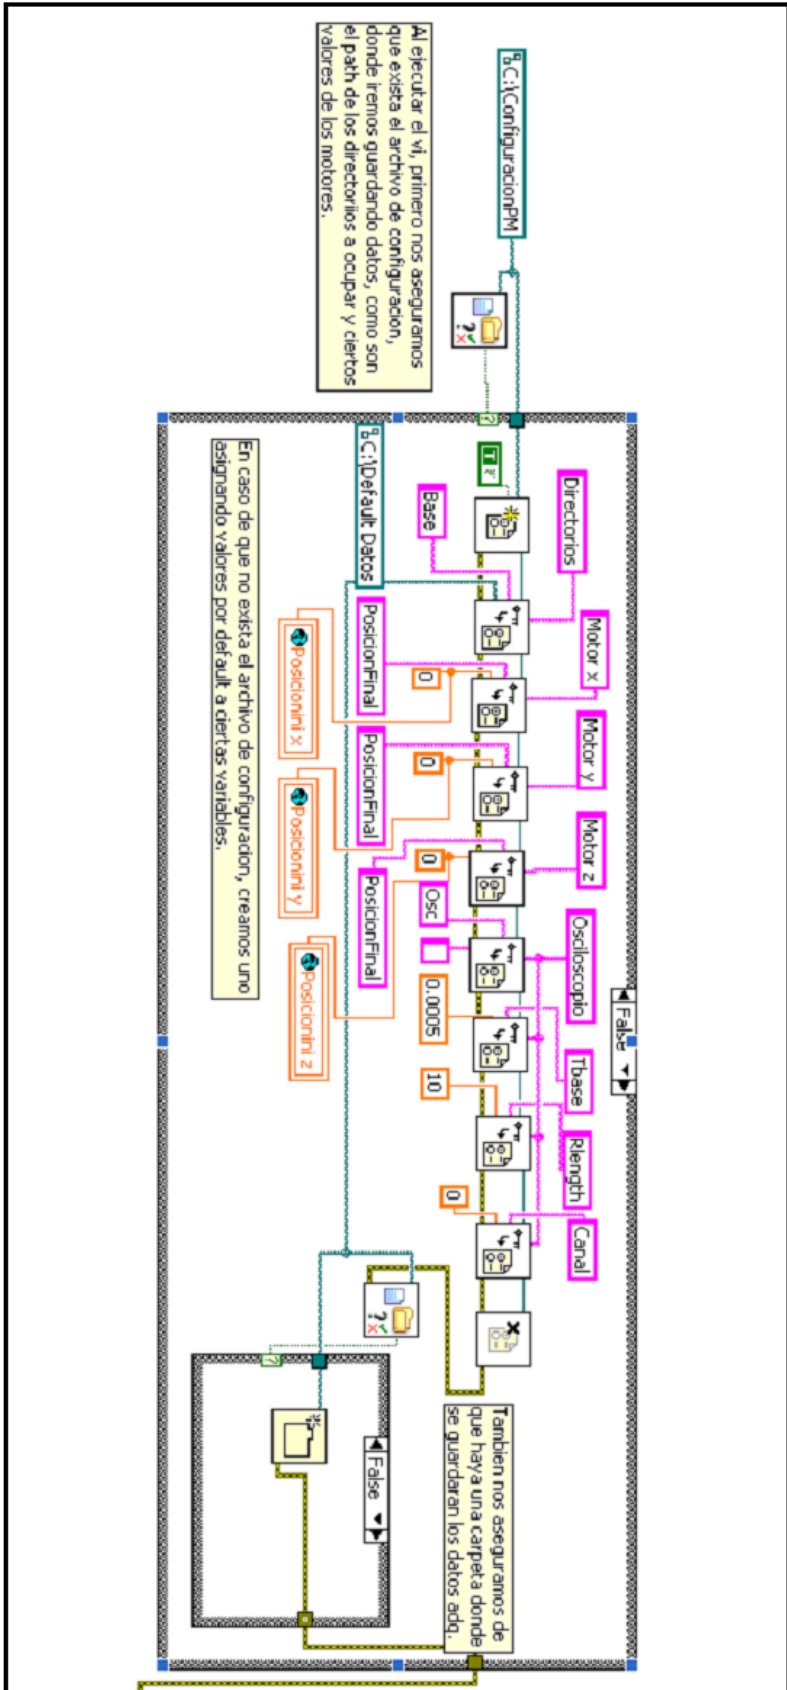 C:\ConfiguracionPM
Al ejecutar el vi, primero nos aseguramos
que exista el archivo de configuracion,
donde iremos guardando datos, como son
el path de los directorios a ocupar y ciertos
valores de los motores.
False
Directorios
Motor x
Motor y
Motor z
Osciloscopio
Tbase
Rlength
Canal
T
Base
C:\Default Datos
PosicionFinal
0
PosicionFinal
0
PosicionFinal
0
Osc
0.0005
10
0
Posicionini x
Posicionini y
Posicionini z
En caso de que no exista el archivo de configuracion, creamos uno
asignando valores por default a ciertas variables.
Tambien nos aseguramos de
que haya una carpeta donde
se guardaran los datos adq.
False